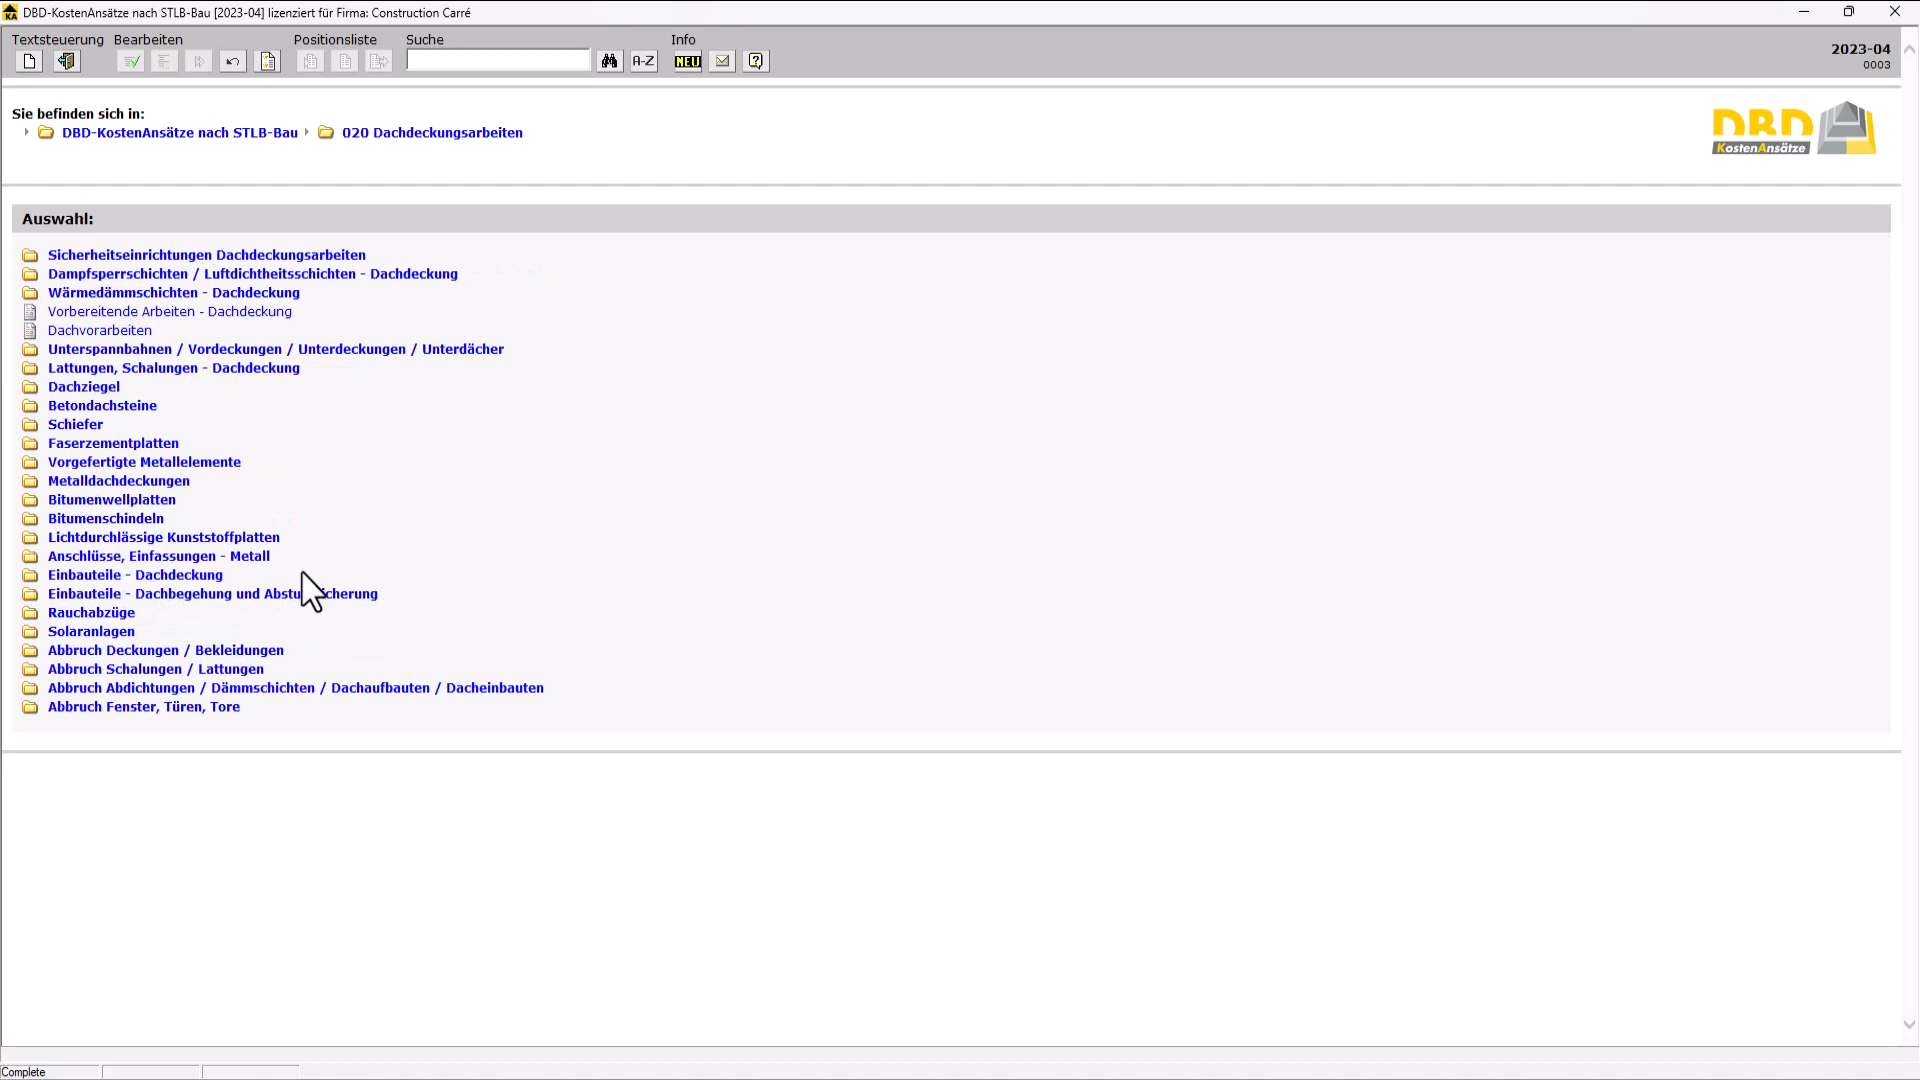 DBD-KostenAnsätze nach STLB-Bau [2023-04] lizenziert für Firma: Construction Carré
Textsteuerung Bearbeiten Positionsliste Suche Info
A-Z NEU
2023-04
0003
Sie befinden sich in:
DBD-KostenAnsätze nach STLB-Bau 020 Dachdeckungsarbeiten
DBD
KostenAnsätze
Auswahl:
Sicherheitseinrichtungen Dachdeckungsarbeiten
Dampfsperrschichten / Luftdichtheitsschichten - Dachdeckung
Wärmedämmschichten - Dachdeckung
Vorbereitende Arbeiten - Dachdeckung
Dachvorarbeiten
Unterspannbahnen / Vordeckungen / Unterdeckungen / Unterdächer
Lattungen, Schalungen - Dachdeckung
Dachziegel
Betondachsteine
Schiefer
Faserzementplatten
Vorgefertigte Metallelemente
Metalldachdeckungen
Bitumenwellplatten
Bitumenschindeln
Lichtdurchlässige Kunststoffplatten
Anschlüsse, Einfassungen - Metall
Einbauteile - Dachdeckung
Einbauteile - Dachbegehung und
Rauchabzüge
Solaranlagen
Abbruch Deckungen / Bekleidungen
Abbruch Schalungen / Lattungen
Abbruch Abdichtungen / Dämmschichten / Dachaufbauten / Dacheinbauten
Abbruch Fenster, Türen, Tore
Complete